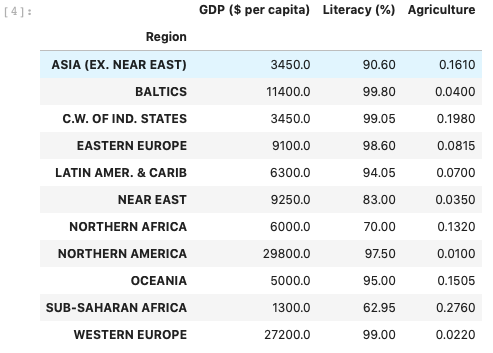 [4]:
GDP ($ per capita) Literacy (%) Agriculture
Region
ASIA (EX. NEAR EAST) 3450.0 90.60 0.1610
BALTICS 11400.0 99.80 0.0400
C.W. OF IND. STATES 3450.0 99.05 0.1980
EASTERN EUROPE 9100.0 98.60 0.0815
LATIN AMER. & CARIB 6300.0 94.05 0.0700
NEAR EAST 9250.0 83.00 0.0350
NORTHERN AFRICA 6000.0 70.00 0.1320
NORTHERN AMERICA 29800.0 97.50 0.0100
OCEANIA 5000.0 95.00 0.1505
SUB-SAHARAN AFRICA 1300.0 62.95 0.2760
WESTERN EUROPE 27200.0 99.00 0.0220